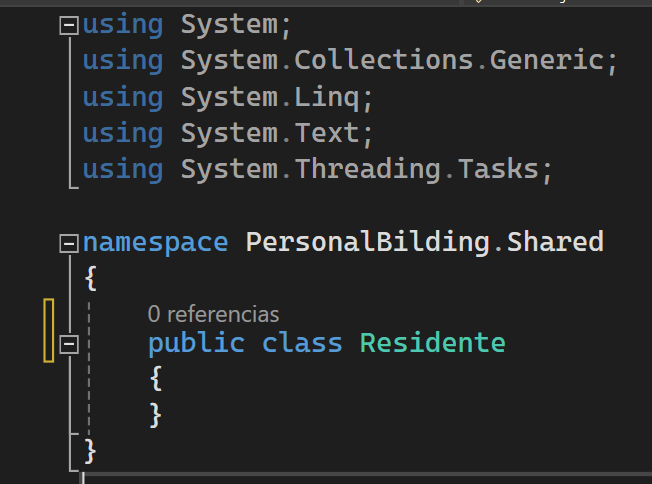 using System;
using System.Collections.Generic;
using System.Linq;
using System.Text;
using System.Threading.Tasks;
namespace PersonalBilding.Shared
{
0 referencias
public class Residente
{
}
}